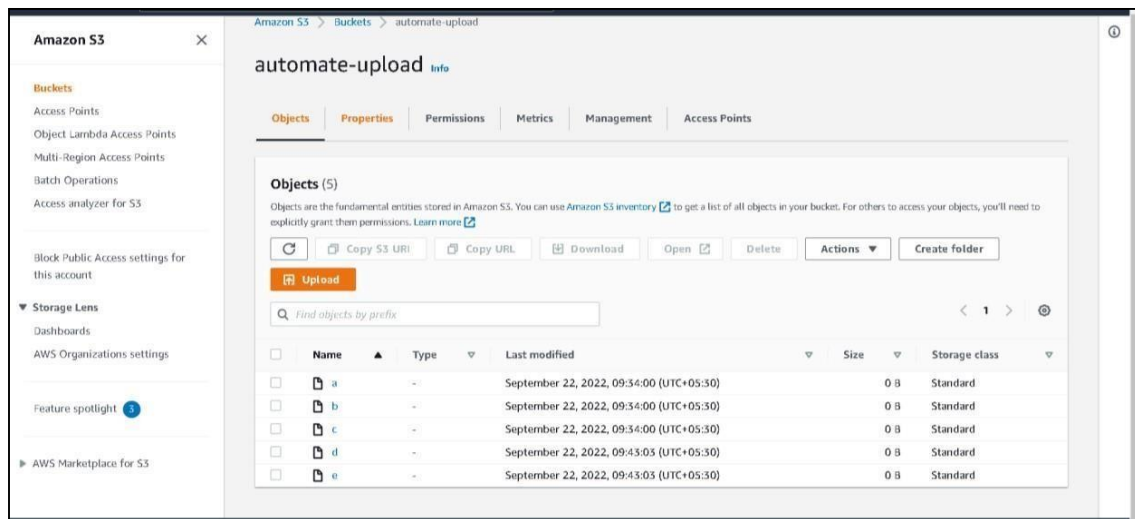 Amazon S3 > Buckets > automate-upload
Amazon S3
automate-upload Info
Buckets
Access Points
Object Lambda Access Points
Multi-Region Access Points
Batch Operations
Access analyzer for S3
Block Public Access settings for
this account
Storage Lens
Dashboards
AWS Organizations settings
Feature spotlight 3
AWS Marketplace for S3
Objects Properties Permissions Metrics Management Access Points
Objects (5)
Objects are the fundamental entities stored in Amazon S3. You can use Amazon S3 inventory to get a list of all objects in your bucket. For others to access your objects, you'll need to
explicitly grant them permissions. Learn more
Copy S3 URI Copy URL Download Open Delete Actions Create folder
Upload
Find objects by prefix
< 1 >
Name Type Last modified Size Storage class
a - September 22, 2022, 09:34:00 (UTC+05:30) 0 B Standard
b - September 22, 2022, 09:34:00 (UTC+05:30) 0 B Standard
c - September 22, 2022, 09:34:00 (UTC+05:30) 0 B Standard
d - September 22, 2022, 09:43:03 (UTC+05:30) 0 B Standard
e - September 22, 2022, 09:43:03 (UTC+05:30) 0 B Standard